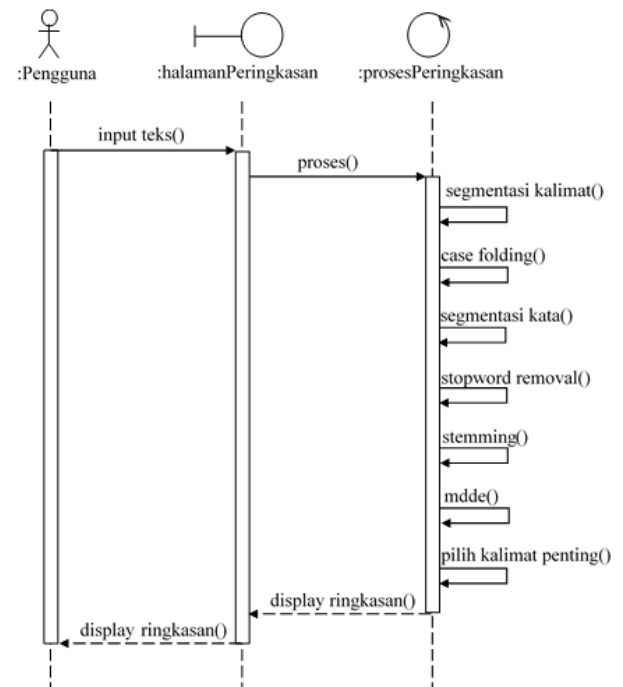 :Pengguna
:halamanPeringkasan
:prosesPeringkasan
input teks()
proses()
segmentasi kalimat()
case folding()
segmentasi kata()
stopword removal()
stemming()
mdde()
pilih kalimat penting()
display ringkasan()
display ringkasan()